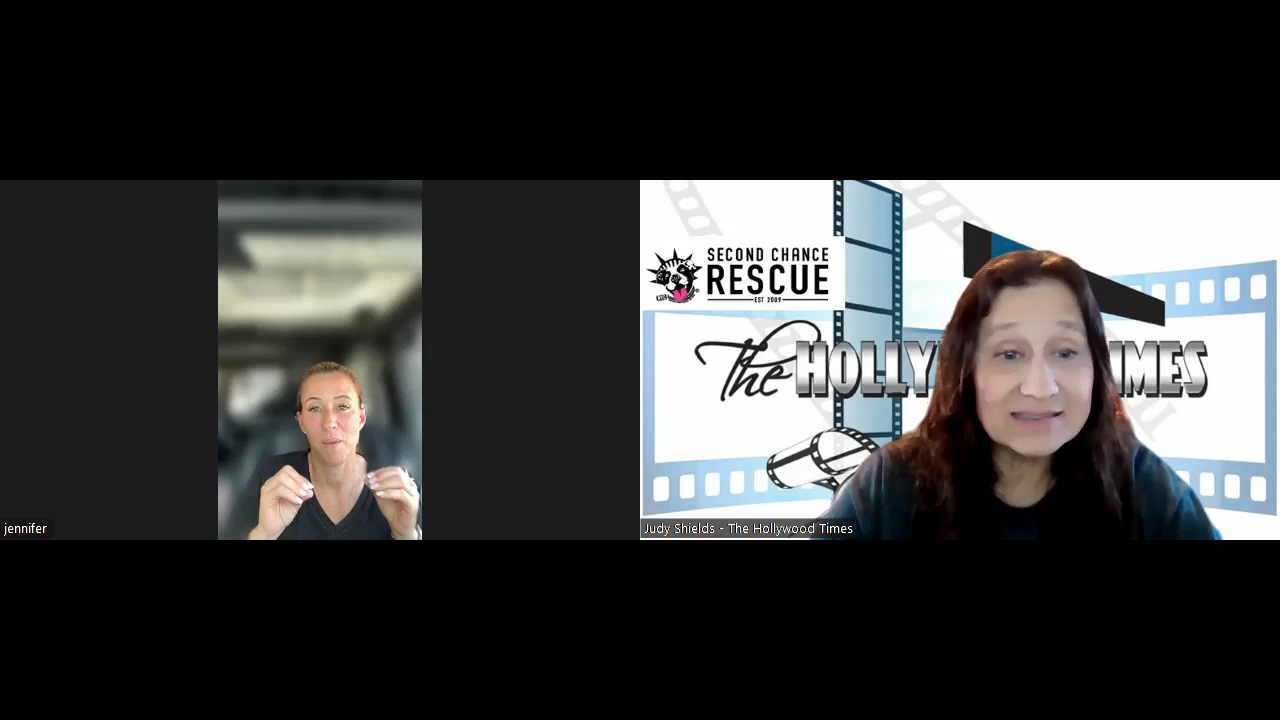 SECOND CHANCE
RESCUE
EST 2009
The HOLLY IMES
jennifer
Judy Shields - The Hollywood Times